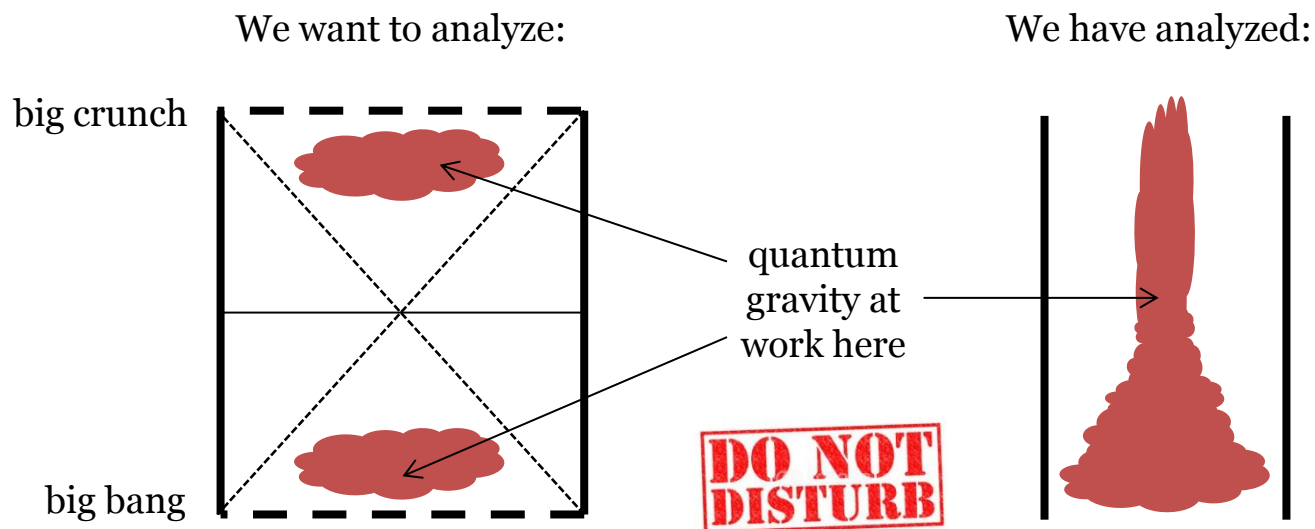 We want to analyze:
We have analyzed:
big crunch
quantum
gravity at
work here
big bang
DO NOT
DISTURB